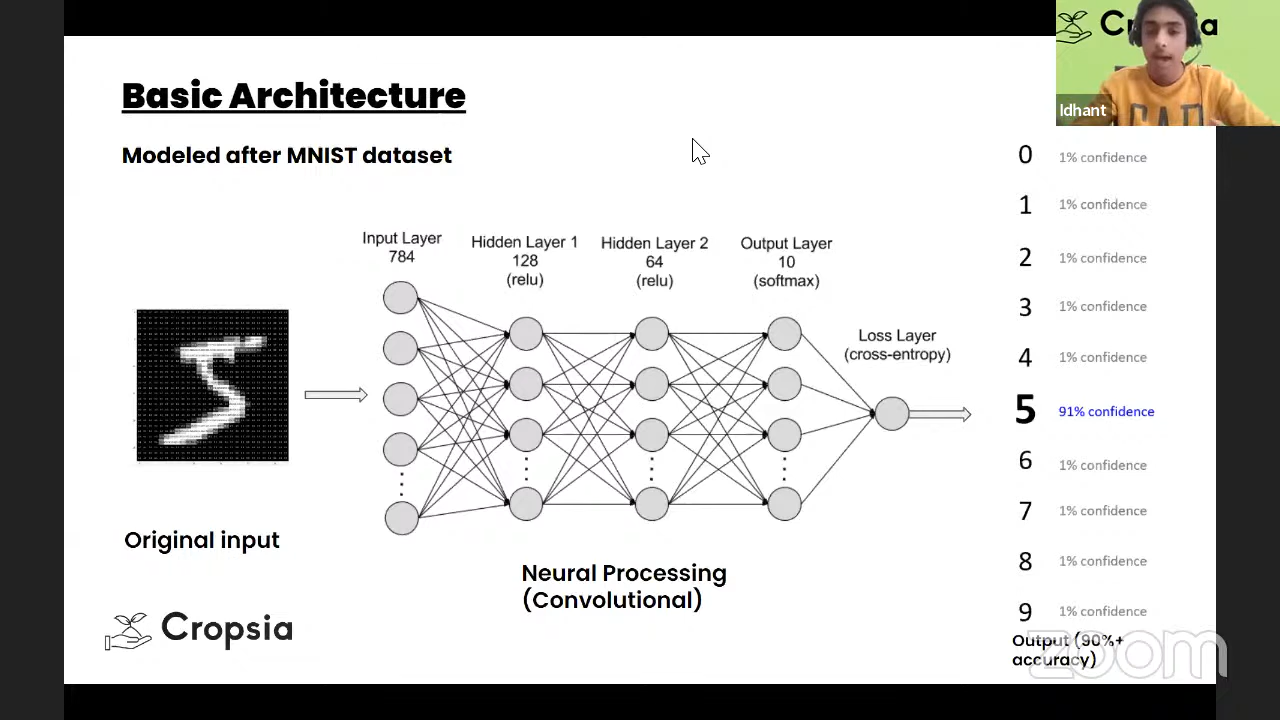 Basic Architecture
Modeled after MNIST dataset
Idhant
Input Layer
784
Hidden Layer 1
128
(relu)
Hidden Layer 2
64
(relu)
Output Layer
10
(softmax)
Loss Layer
(cross-entropy)
Original input
Neural Processing
(Convolutional)
Cropsia
0 1% confidence
1 1% confidence
2 1% confidence
3 1% confidence
4 1% confidence
5 91% confidence
6 1% confidence
7 1% confidence
8 1% confidence
9 1% confidence
Output (90%+
accuracy)
zoom